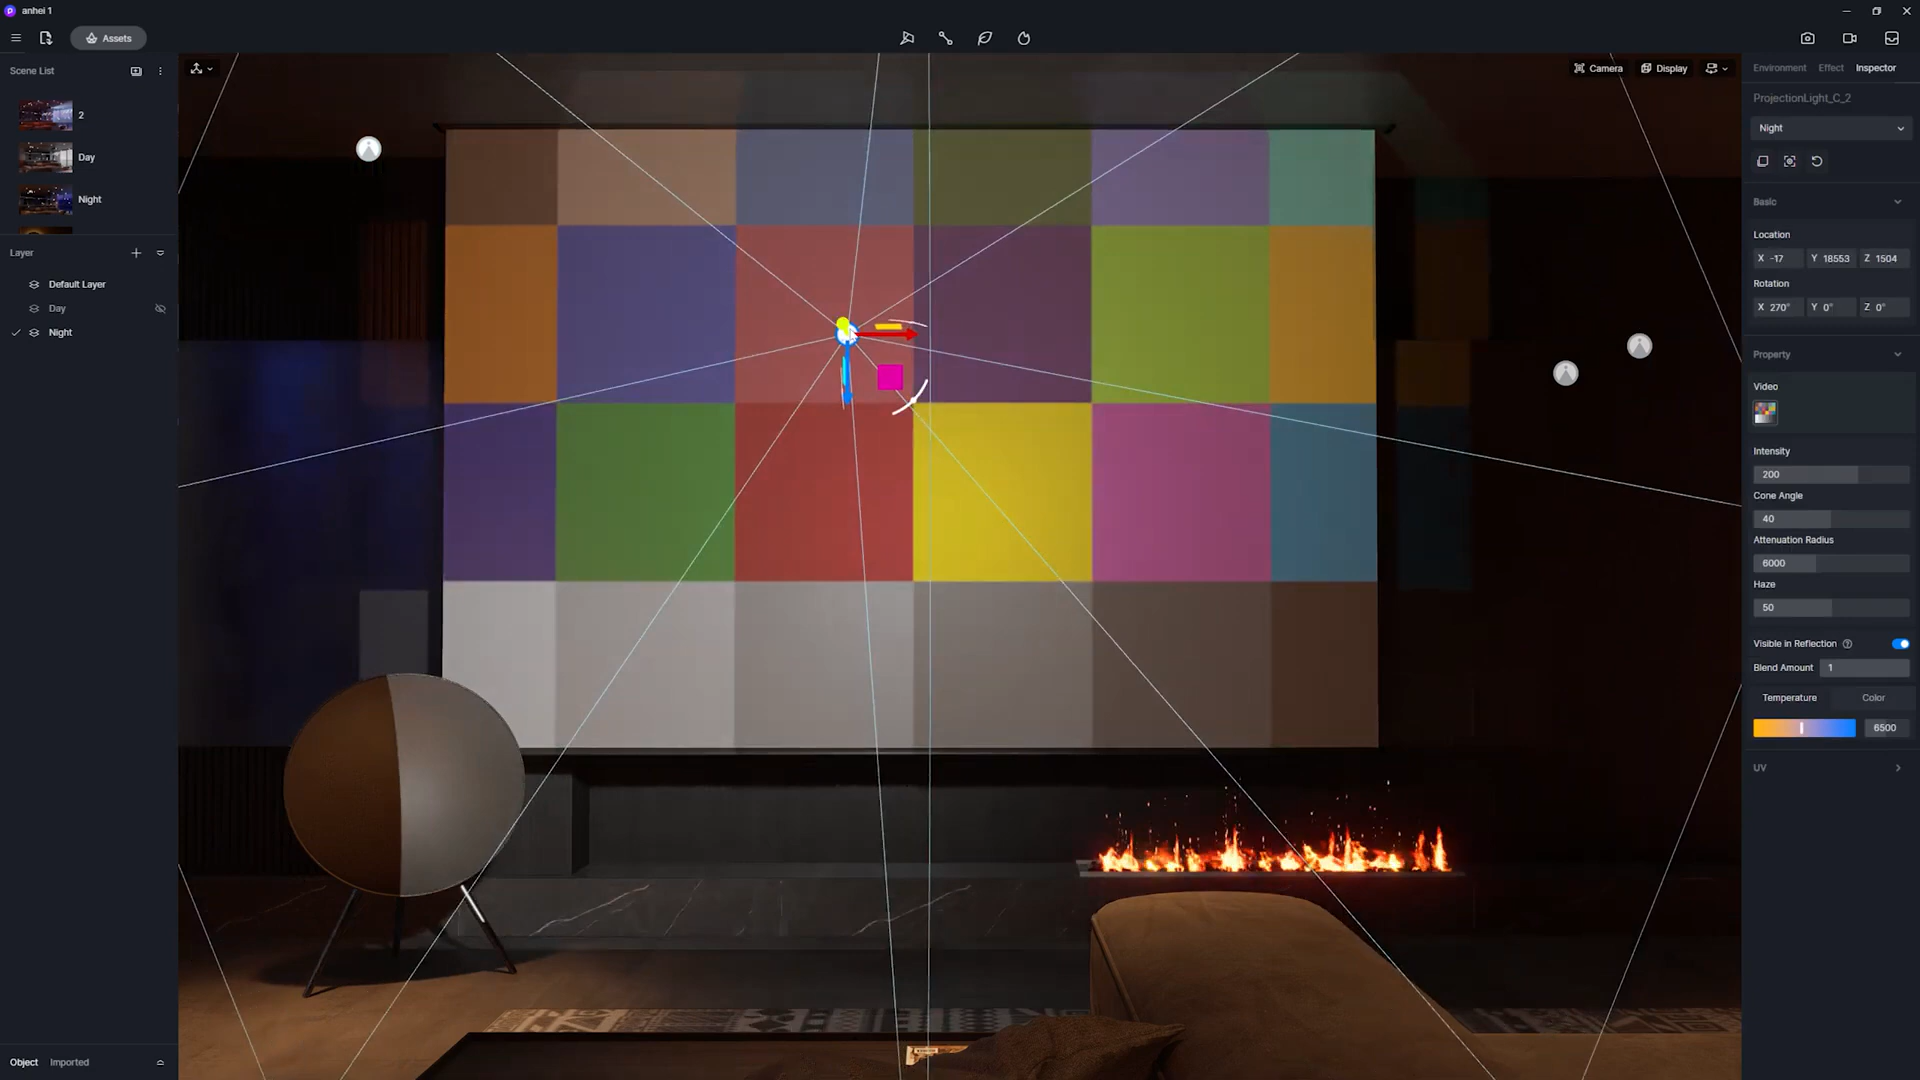 anhei 1
Assets
Scene List
2
Day
Night
Layer
Default Layer
Day
Night
Object Imported
Camera Display
Environment Effect Inspector
ProjectionLight_C_2
Night
Basic
Location
X -17 Y 18553 Z 1504
Rotation
X 270° Y 0° Z 0°
Property
Video
Intensity
200
Cone Angle
40
Attenuation Radius
6000
Haze
50
Visible in Reflection ?
Blend Amount 1
Temperature Color
6500
UV